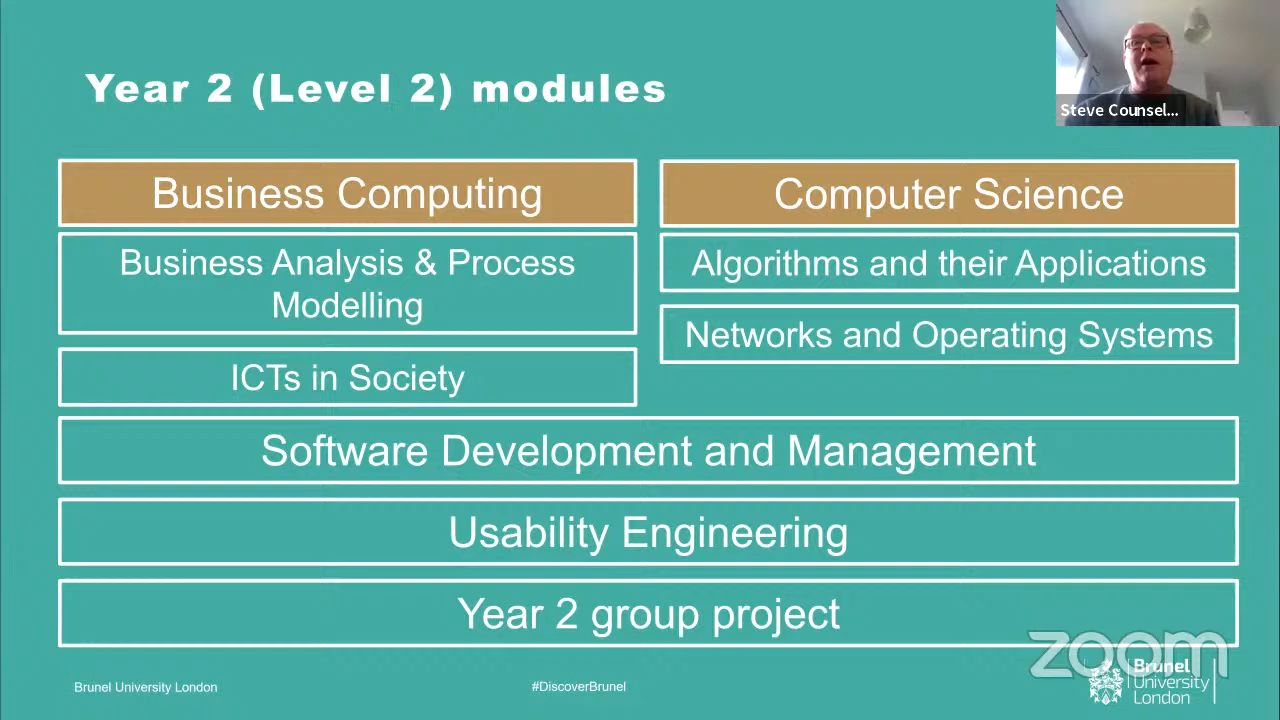 Year 2 (Level 2) modules
Steve Counsel...
Business Computing
Computer Science
Business Analysis & Process
Modelling
Algorithms and their Applications
Networks and Operating Systems
ICTs in Society
Software Development and Management
Usability Engineering
Year 2 group project
zoom
Brunel University London
#DiscoverBrunel
Brunel
University
London